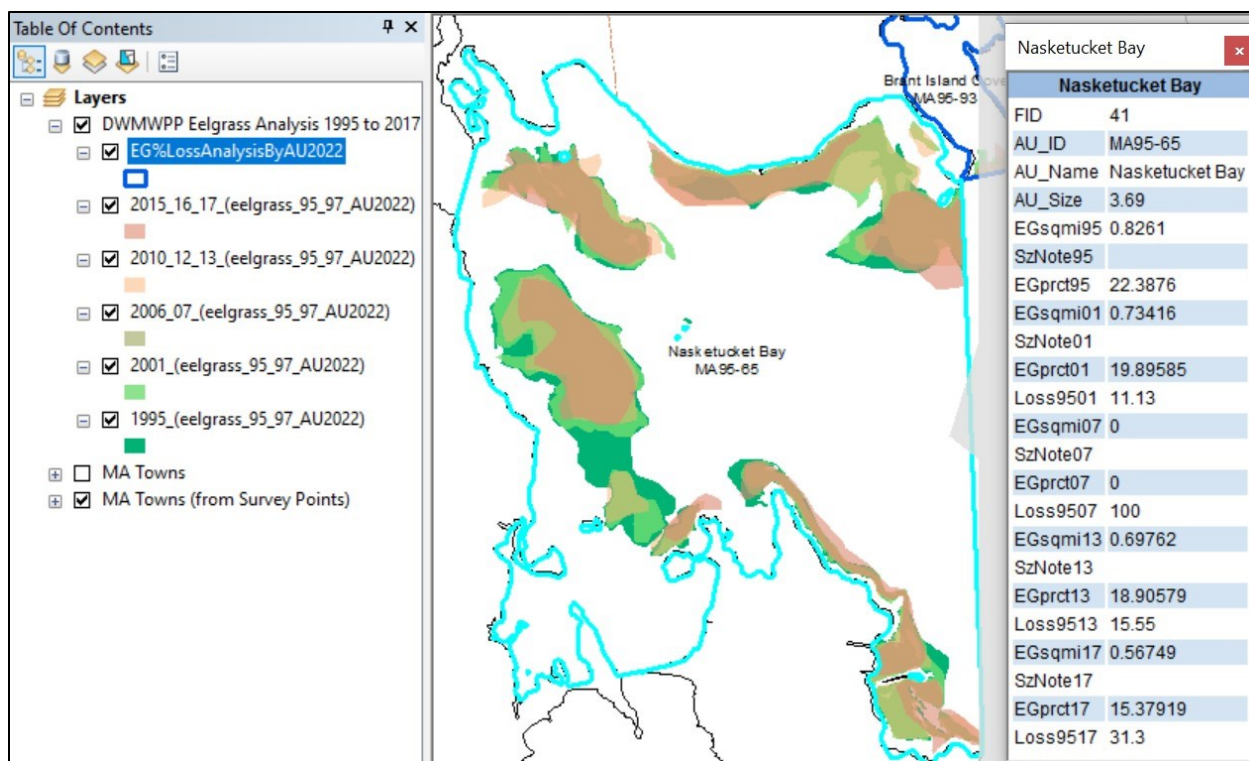 Table Of Contents
Layers
DWMWPP Eelgrass Analysis 1995 to 2017
EG%LossAnalysisByAU2022
2015_16_17_(eelgrass_95_97_AU2022)
2010_12_13_(eelgrass_95_97_AU2022)
2006_07_(eelgrass_95_97_AU2022)
2001_(eelgrass_95_97_AU2022)
1995_(eelgrass_95_97_AU2022)
MA Towns
MA Towns (from Survey Points)
Brant Island Cove
MA95-93
Nasketucket Bay
MA95-65
Nasketucket Bay
Nasketucket Bay
FID 41
AU_ID MA95-65
AU_Name Nasketucket Bay
AU_Size 3.69
EGsqmi95 0.8261
SzNote95
EGprct95 22.3876
EGsqmi01 0.73416
SzNote01
EGprct01 19.89585
Loss9501 11.13
EGsqmi07 0
SzNote07
EGprct07 0
Loss9507 100
EGsqmi13 0.69762
SzNote13
EGprct13 18.90579
Loss9513 15.55
EGsqmi17 0.56749
SzNote17
EGprct17 15.37919
Loss9517 31.3